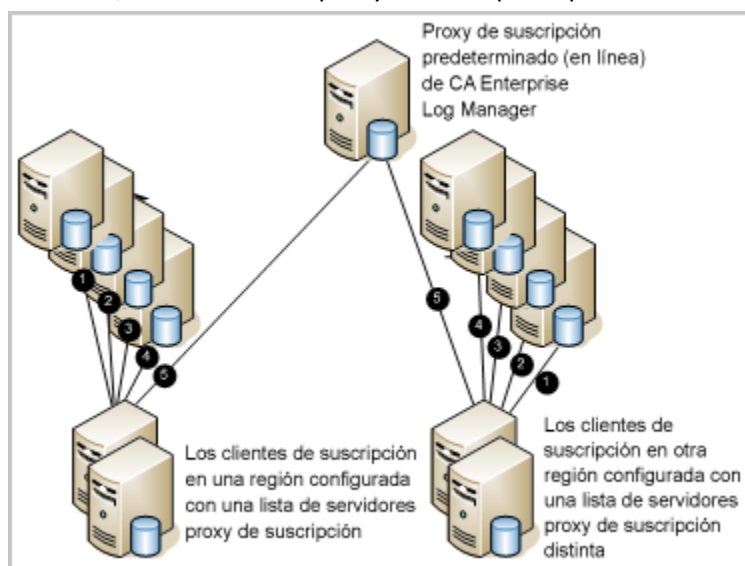 Proxy de suscripción
predeterminado (en línea)
de CA Enterprise
Log Manager
1
2
3
4
5
5
4
3
2
1
Los clientes de suscripción
en una región configurada
con una lista de servidores
proxy de suscripción
Los clientes de
suscripción en otra
región configurada con
una lista de servidores
proxy de suscripción
distinta